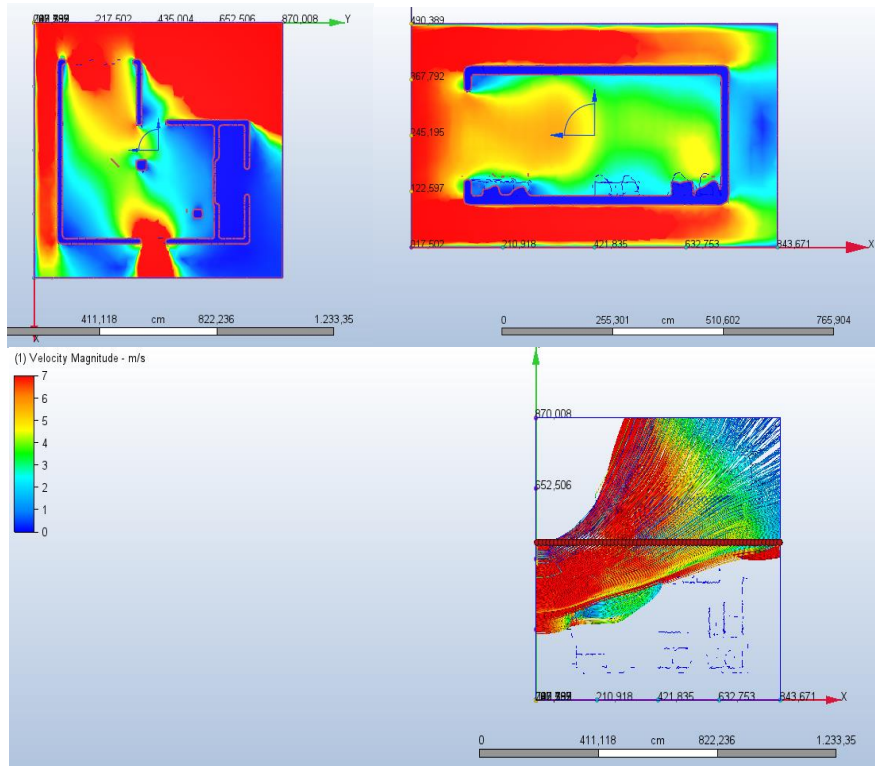 217,502 435,004 652,506 870,008 Y
X
411,118 cm 822,236 1.233,35
490,389
367,792
245,195
122,597
117,502 210,918 421,835 632,753 843,671 X
0 255,301 cm 510,602 765,904
(1) Velocity Magnitude - m/s
7
6
5
4
3
2
1
0
870,008
652,506
210,918 421,835 632,753 843,671 X
0 411,118 cm 822,236 1.233,35